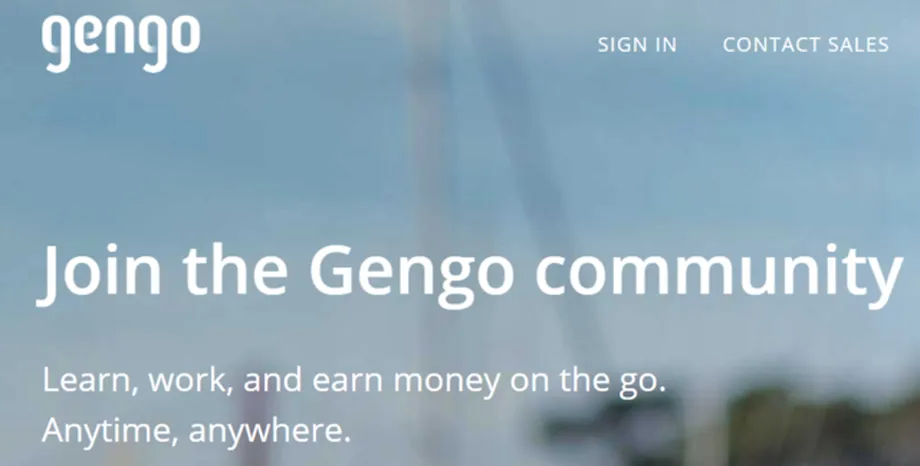 gengo
SIGN IN CONTACT SALES
Join the Gengo community
Learn, work, and earn money on the go.
Anytime, anywhere.